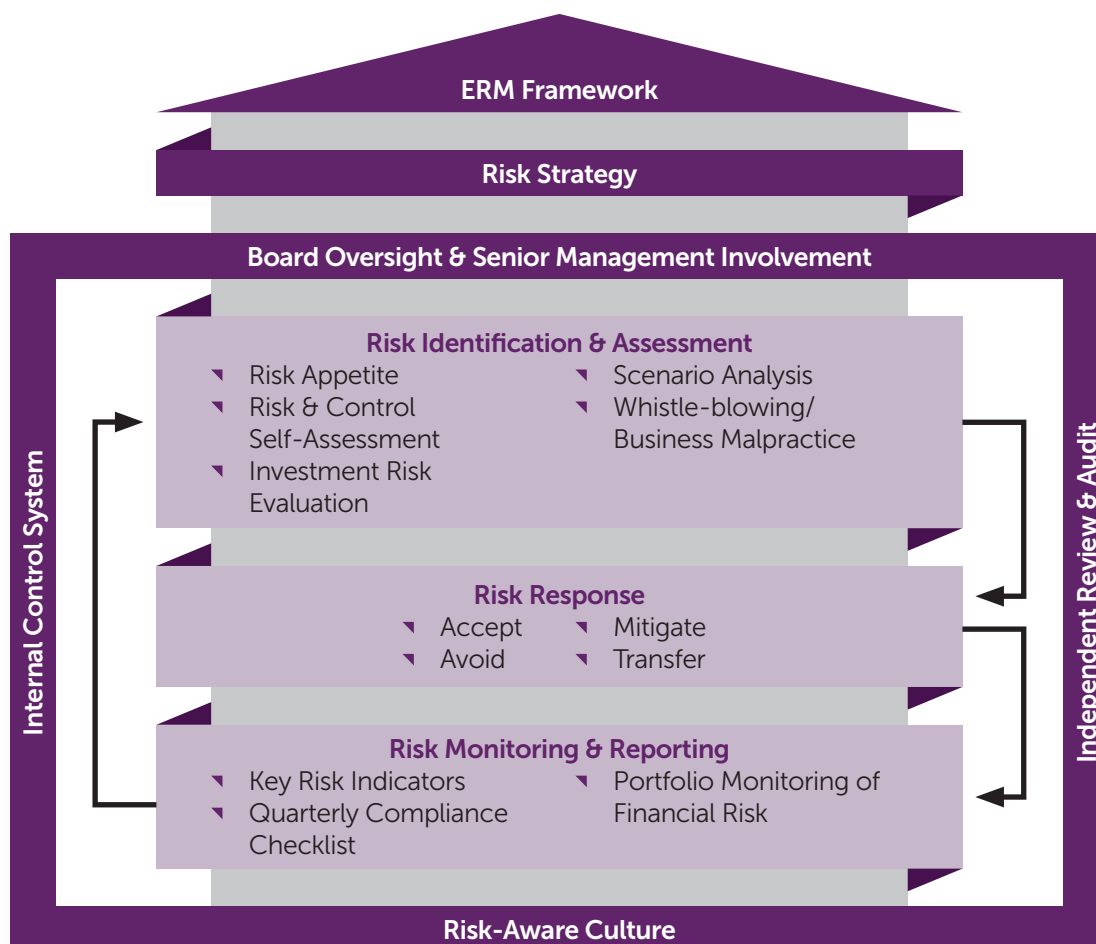 ERM Framework
Risk Strategy
Board Oversight & Senior Management Involvement
Internal Control System
Risk Identification & Assessment
Risk Appetite
Risk & Control
Self-Assessment
Investment Risk
Evaluation
Scenario Analysis
Whistle-blowing/
Business Malpractice
Risk Response
Accept
Avoid
Mitigate
Transfer
Risk Monitoring & Reporting
Key Risk Indicators
Quarterly Compliance
Checklist
Portfolio Monitoring of
Financial Risk
Independent Review & Audit
Risk-Aware Culture